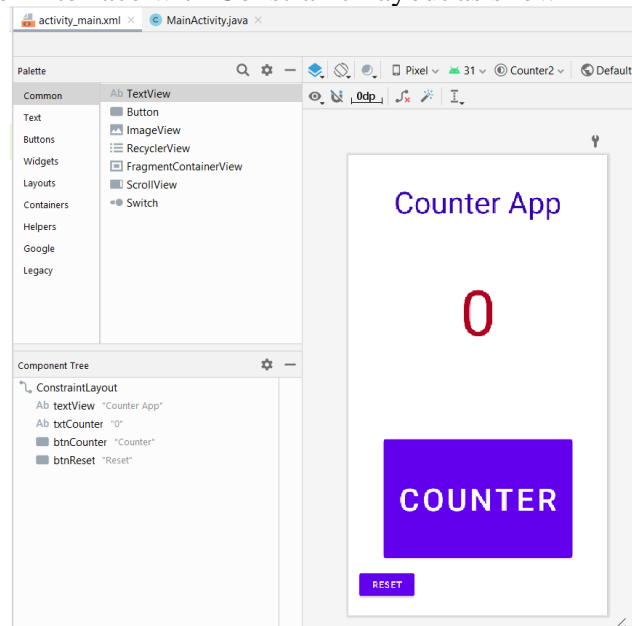 activity_main.xml MainActivity.java
Palette
Pixel 31 Counter2 Default
Common
Text
Buttons
Widgets
Layouts
Containers
Helpers
Google
Legacy
Ab TextView
Button
ImageView
RecyclerView
FragmentContainerView
ScrollView
Switch
0dp
Component Tree
ConstraintLayout
Ab textView "Counter App"
Ab txtCounter "0"
btnCounter "Counter"
btnReset "Reset"
Counter App
0
COUNTER
RESET